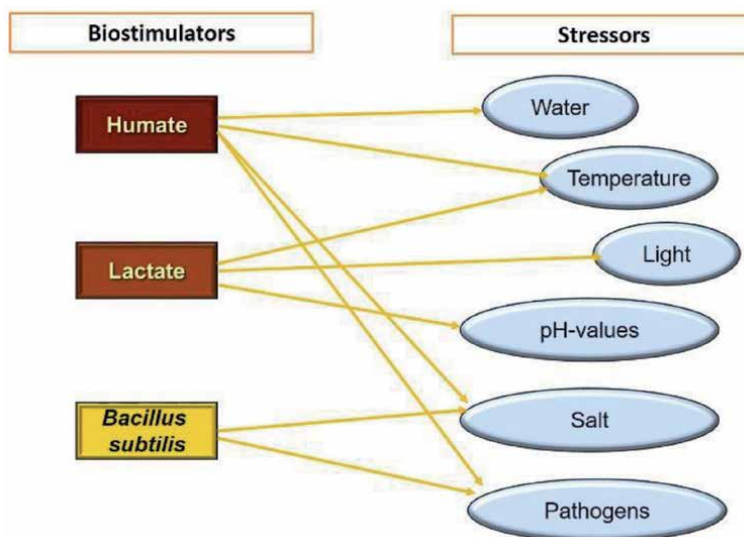 Biostimulators
Stressors
Humate
Water
Temperature
Lactate
Light
pH-values
Bacillus
subtilis
Salt
Pathogens